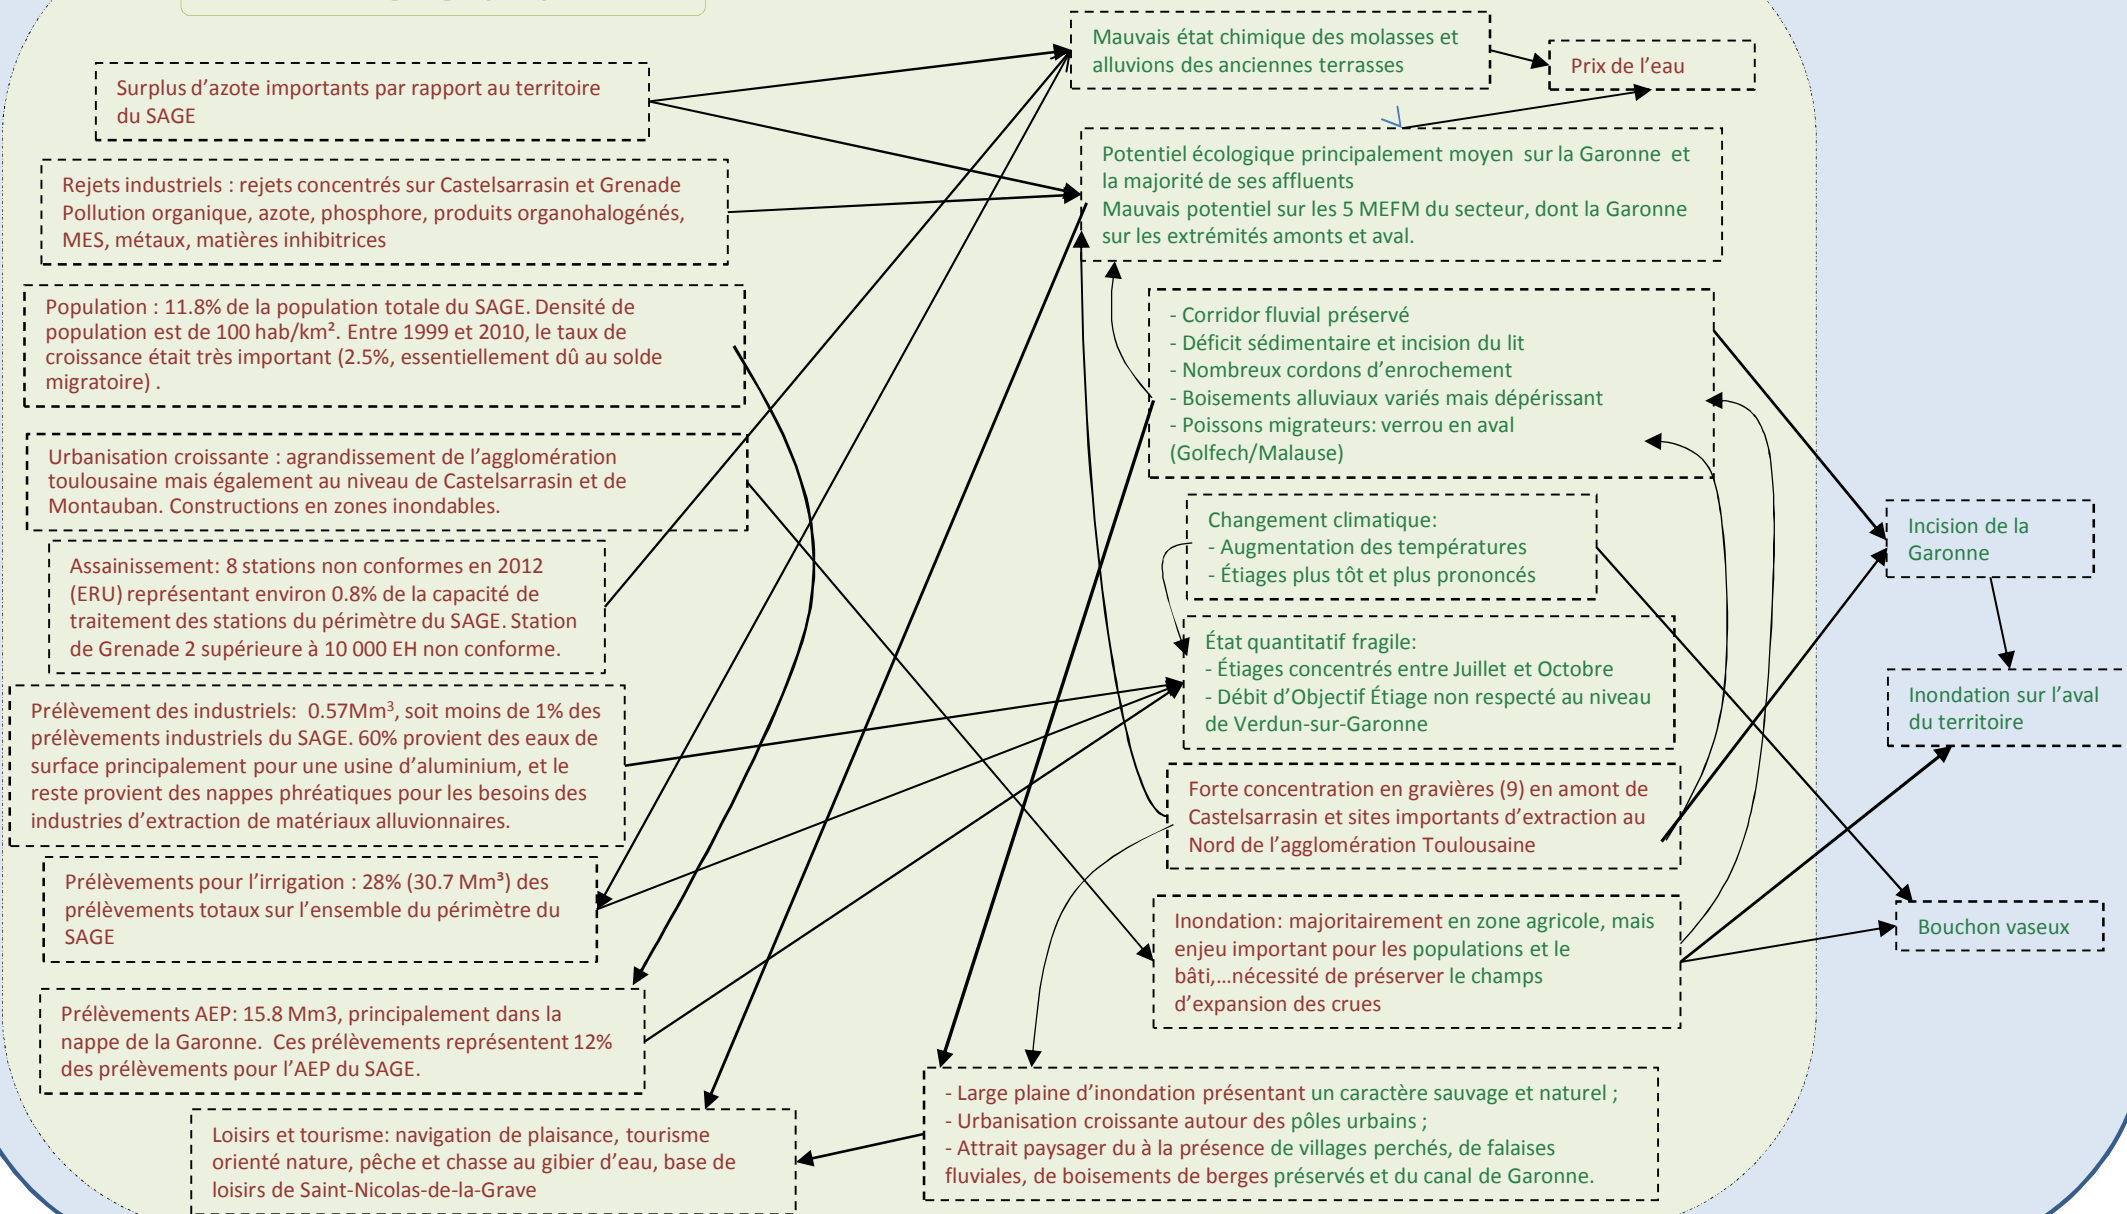 Surplus d'azote importants par rapport au territoire
du SAGE
Rejets industriels : rejets concentrés sur Castelsarrasin et Grenade
Pollution organique, azote, phosphore, produits organohalogénés,
MES, métaux, matières inhibitrices
Population : 11.8% de la population totale du SAGE. Densité de
population est de 100 hab/km². Entre 1999 et 2010, le taux de
croissance était très important (2.5%, essentiellement dû au solde
migratoire) .
Urbanisation croissante : agrandissement de l'agglomération
toulousaine mais également au niveau de Castelsarrasin et de
Montauban. Constructions en zones inondables.
Assainissement: 8 stations non conformes en 2012
(ERU) représentant environ 0.8% de la capacité de
traitement des stations du périmètre du SAGE. Station
de Grenade 2 supérieure à 10 000 EH non conforme.
Prélèvement des industriels:  0.57Mm³, soit moins de 1% des
prélèvements industriels du SAGE. 60% provient des eaux de
surface principalement pour une usine d'aluminium, et le
reste provient des nappes phréatiques pour les besoins des
industries d'extraction de matériaux alluvionnaires.
Prélèvements pour l'irrigation : 28% (30.7 Mm³) des
prélèvements totaux sur l'ensemble du périmètre du
SAGE
Prélèvements AEP: 15.8 Mm3, principalement dans la
nappe de la Garonne.  Ces prélèvements représentent 12%
des prélèvements pour l'AEP du SAGE.
Loisirs et tourisme: navigation de plaisance, tourisme
orienté nature, pêche et chasse au gibier d'eau, base de
loisirs de Saint-Nicolas-de-la-Grave
Mauvais état chimique des molasses et
alluvions des anciennes terrasses
Prix de l'eau
Potentiel écologique principalement moyen  sur la Garonne  et
la majorité de ses affluents
Mauvais potentiel sur les 5 MEFM du secteur, dont la Garonne
sur les extrémités amonts et aval.
- Corridor fluvial préservé
- Déficit sédimentaire et incision du lit
- Nombreux cordons d'enrochement
- Boisements alluviaux variés mais dépérissant
- Poissons migrateurs: verrou en aval
(Golfech/Malause)
Changement climatique:
- Augmentation des températures
- Étiages plus tôt et plus prononcés
État quantitatif fragile:
- Étiages concentrés entre Juillet et Octobre
- Débit d'Objectif Étiage non respecté au niveau
de Verdun-sur-Garonne
Forte concentration en gravières (9) en amont de
Castelsarrasin et sites importants d'extraction au
Nord de l'agglomération Toulousaine
Inondation: majoritairement en zone agricole, mais
enjeu important pour les populations et le
bâti,...nécessité de préserver le champs
d'expansion des crues
- Large plaine d'inondation présentant un caractère sauvage et naturel ;
- Urbanisation croissante autour des pôles urbains ;
- Attrait paysager du à la présence de villages perchés, de falaises
fluviales, de boisements de berges préservés et du canal de Garonne.
Incision de la
Garonne
Inondation sur l'aval
du territoire
Bouchon vaseux